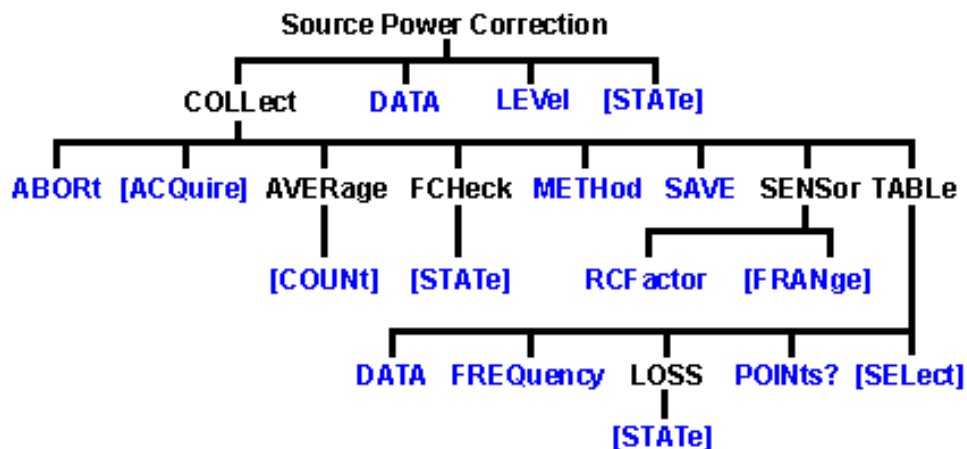 Source Power Correction
COLLect DATA LEVel [STATe]
ABORt [ACQuire] AVERage FCHeck METHod SAVE SENSor TABLe
[COUNt] [STATe] RCFactor [FRANge]
DATA FREQuency LOSS POINts? [SELect]
[STATe]